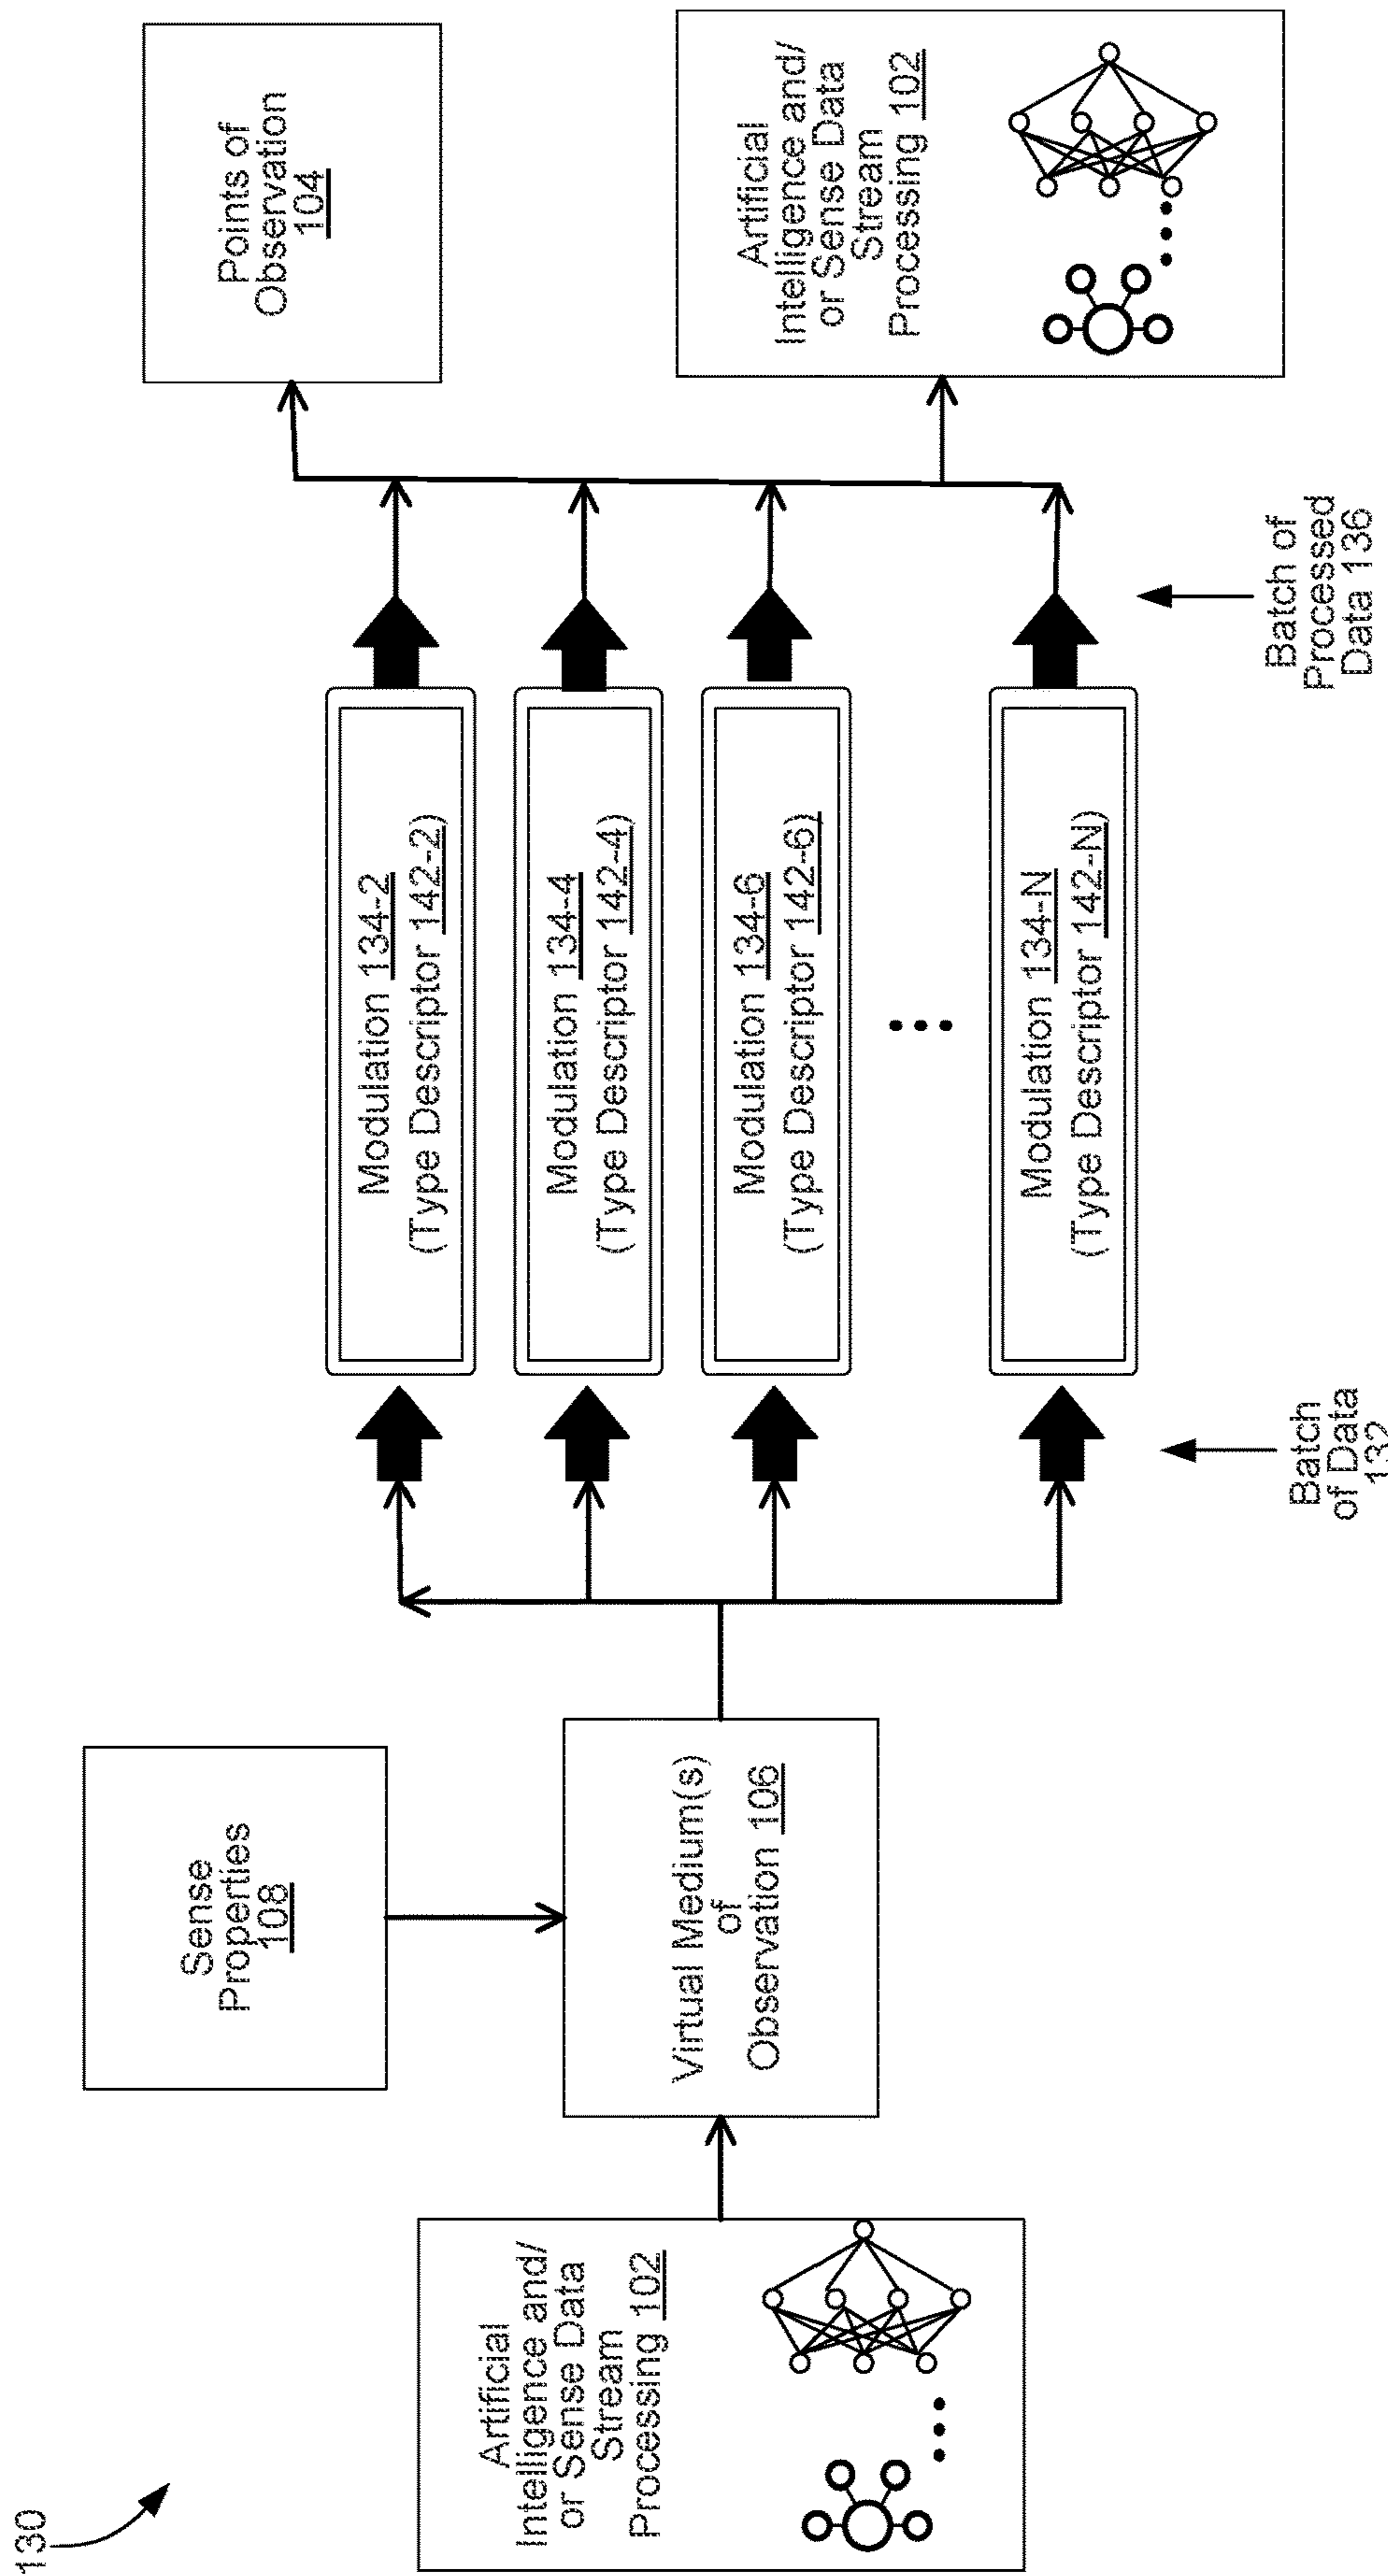 130
Artificial
Intelligence and/
or Sense Data
Stream
Processing 102
Sense
Properties
108
Virtual Medium(s)
of
Observation 106
Batch
of Data
132
Modulation 134-2
(Type Descriptor 142-2)
Modulation 134-4
(Type Descriptor 142-4)
Modulation 134-6
(Type Descriptor 142-6)
Modulation 134-N
(Type Descriptor 142-N)
Batch of
Processed
Data 136
Points of
Observation
104
Artificial
Intelligence and/
or Sense Data
Stream
Processing 102